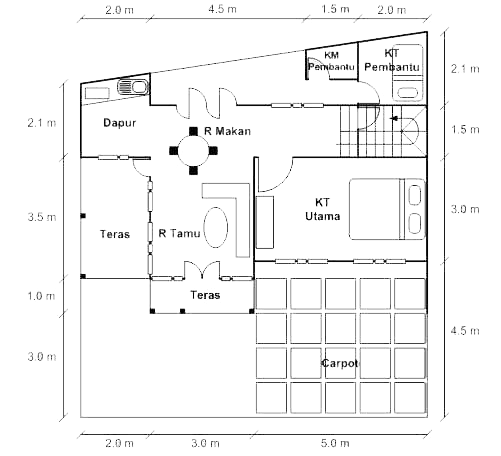 2.0 m
4.5 m
1.5 m
2.0 m
KM
Pembantu
KT
Pembantu
2.1 m
2.1 m
Dapur
R Makan
1.5 m
3.5 m
Teras
R Tamu
KT
Utama
3.0 m
1.0 m
Teras
3.0 m
Carpot
4.5 m
2.0 m
3.0 m
5.0 m